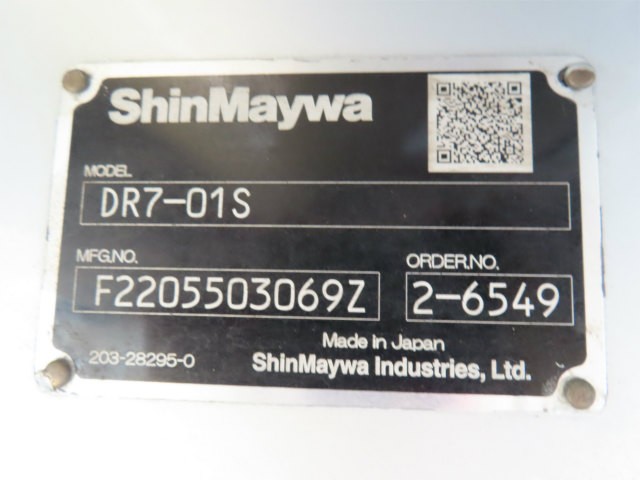 ShinMaywa
MODEL
DR7-01S
MFG.NO.
F2205503069Z
ORDER.NO.
2-6549
Made in Japan
203-28295-0
ShinMaywa Industries, Ltd.